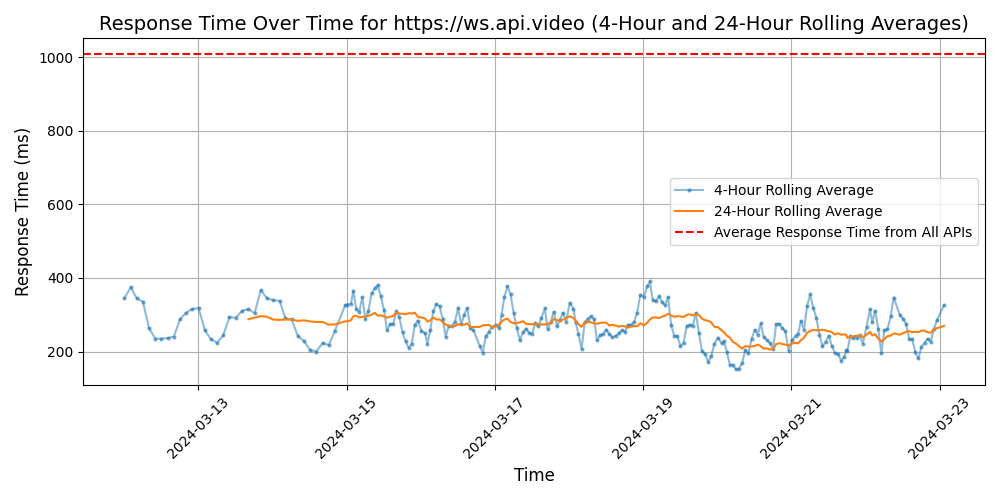 Response Time Over Time for https://ws.api.video (4-Hour and 24-Hour Rolling Averages)
Response Time (ms)
1000
800
600
400
200
4-Hour Rolling Average
24-Hour Rolling Average
Average Response Time from All APIs
2024-03-13
2024-03-15
2024-03-17
2024-03-19
2024-03-21
2024-03-23
Time